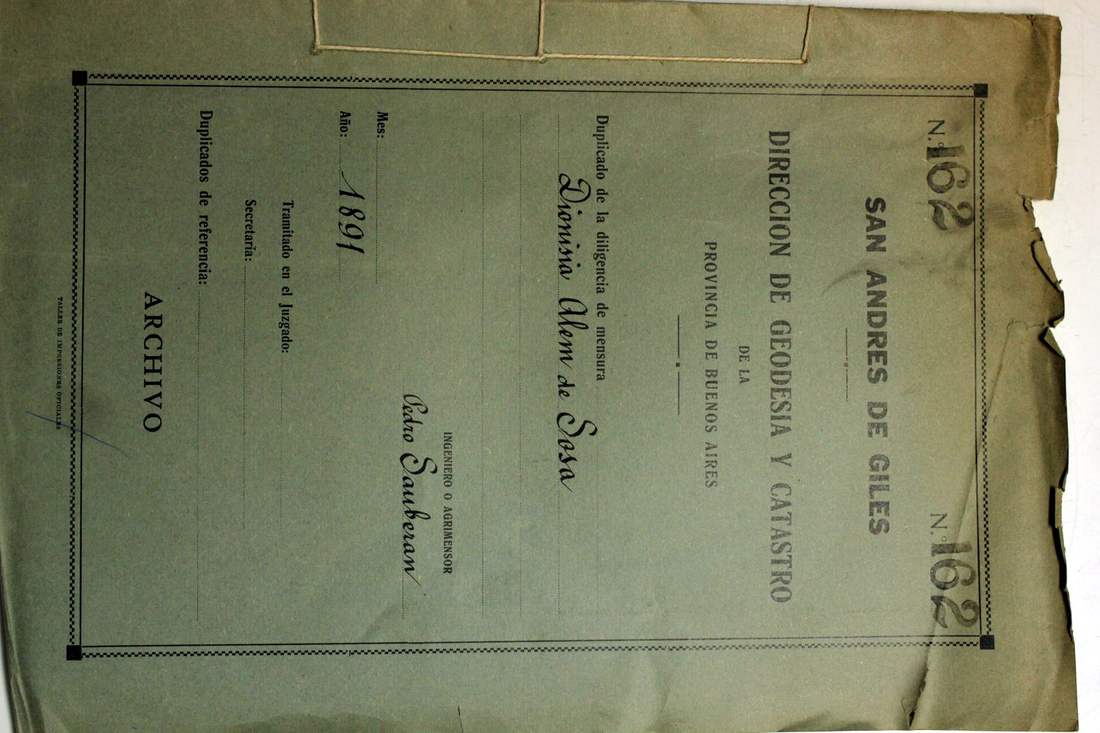 N.º 162 N.º 162
SAN ANDRES DE GILES
DIRECCION DE GEODESIA Y CATASTRO
DE LA
PROVINCIA DE BUENOS AIRES
Duplicado de la diligencia de mensura
Dionisia Alem de Sosa
INGENIERO O AGRIMENSOR
Pedro Sauberan
Mes:
Año: 1891
Tramitado en el Juzgado:
Secretaria:
Duplicados de referencia:
ARCHIVO
TALLER DE IMPRESIONES OFICIALES